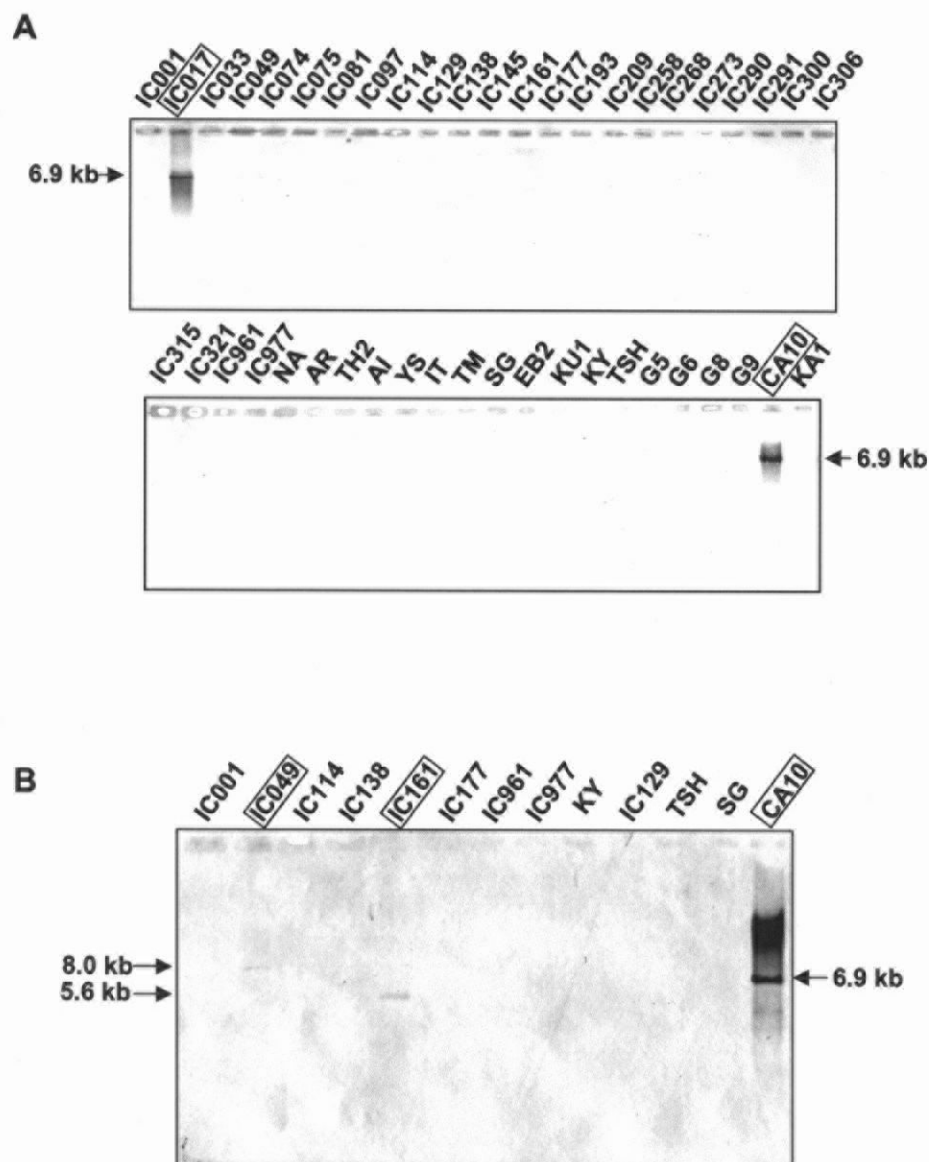 A
IC001 IC017 IC033 IC049 IC074 IC075 IC081 IC097 IC114 IC129 IC138 IC145 IC161 IC177 IC193 IC209 IC258 IC268 IC273 IC290 IC291 IC300 IC306
6.9 kb
IC315 IC321 IC961 IC977 NA AR TH2 AI YS IT TM SG EB2 KU1 KY TSH G5 G6 G8 G9 CA10 KA1
6.9 kb
B
IC001 IC049 IC114 IC138 IC161 IC177 IC961 IC977 KY IC129 TSH SG CA10
8.0 kb
6.9 kb
5.6 kb